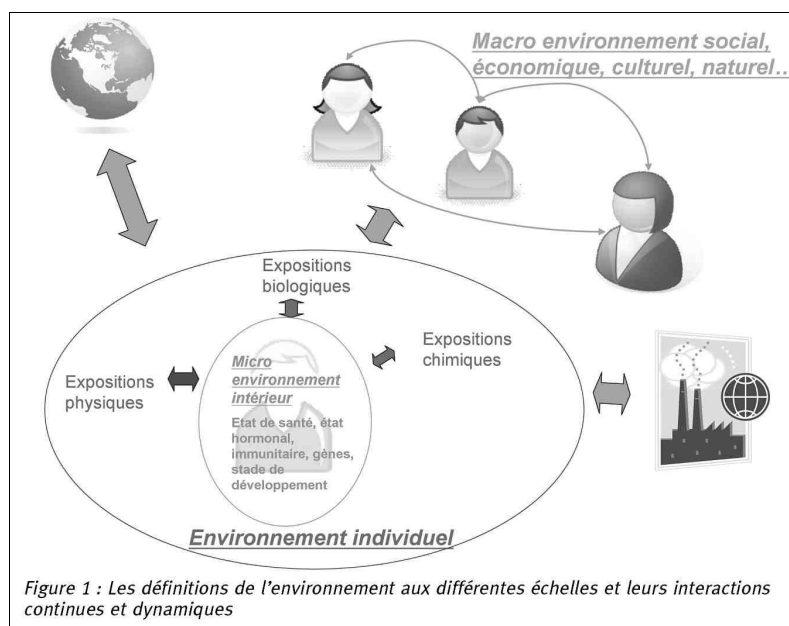 Macro environnement social,
économique, culturel, naturel…
Expositions
biologiques
Expositions
chimiques
Expositions
physiques
Micro
environnement
intérieur
Etat de santé, état
hormonal,
immunitaire, gènes,
stade de
développement
Environnement individuel
Figure 1 : Les définitions de l'environnement aux différentes échelles et leurs interactions
continues et dynamiques